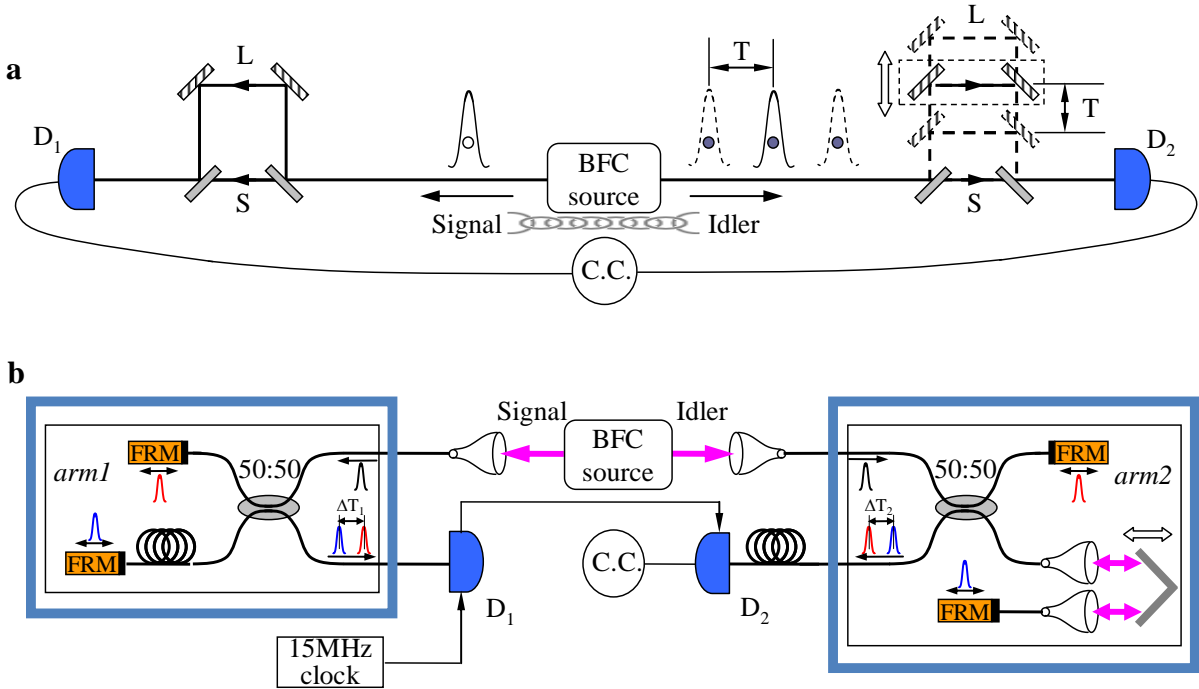 a
L
T
L
T
D1
D2
S
BFC
source
S
Signal
Idler
C.C.
b
Signal
BFC
source
Idler
arm1
FRM
50:50
50:50
FRM
arm2
ΔT1
ΔT2
FRM
C.C.
FRM
D1
D2
15MHz
clock